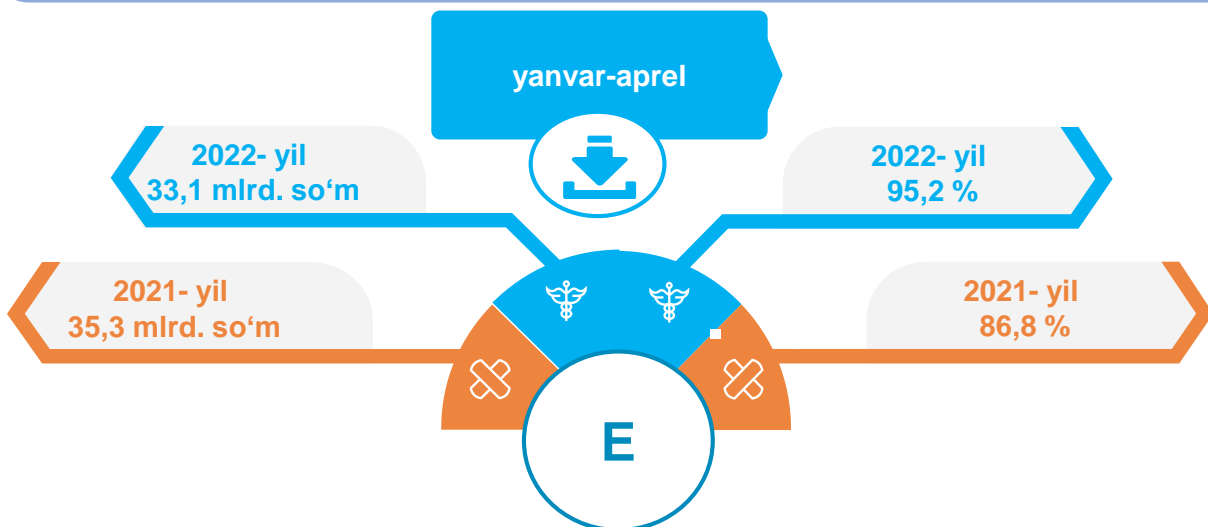 yanvar-aprel
2022- yil
33,1 mlrd. so‘m
2022- yil
95,2 %
2021- yil
35,3 mlrd. so‘m
2021- yil
86,8 %
E